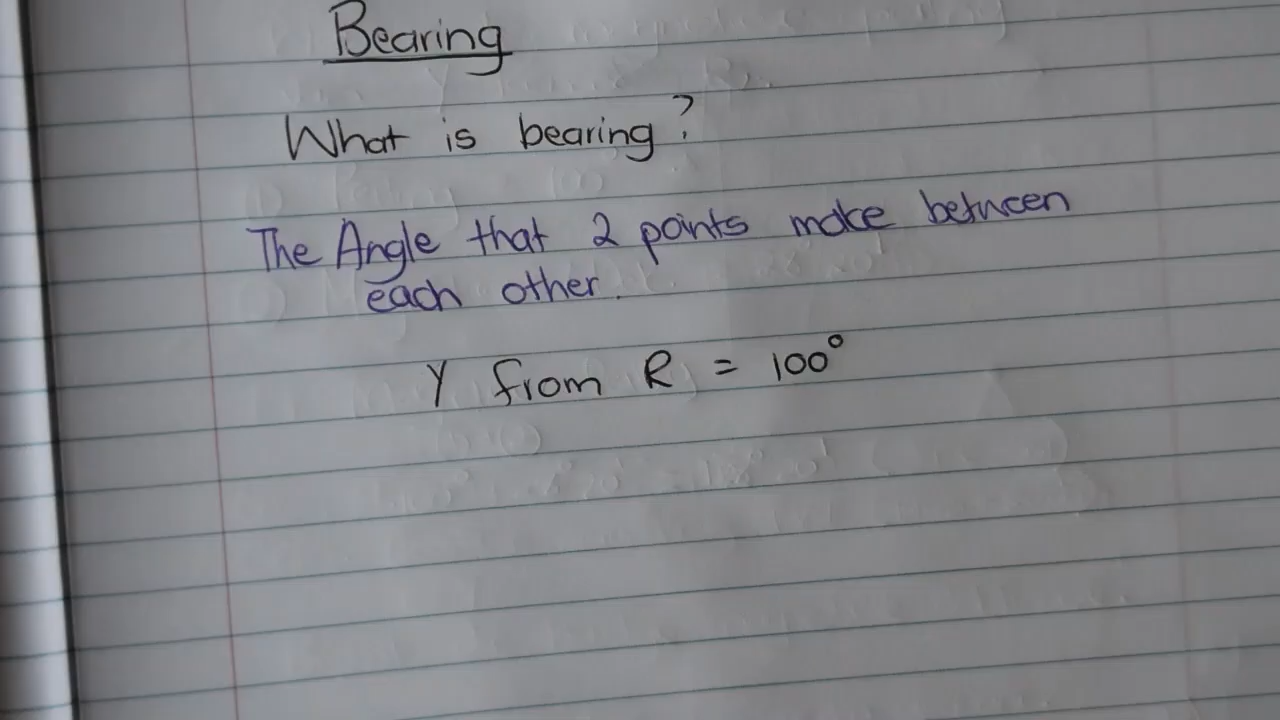 Bearing
What is bearing?
The Angle that 2 points make between
each other.
Y from R = 100°